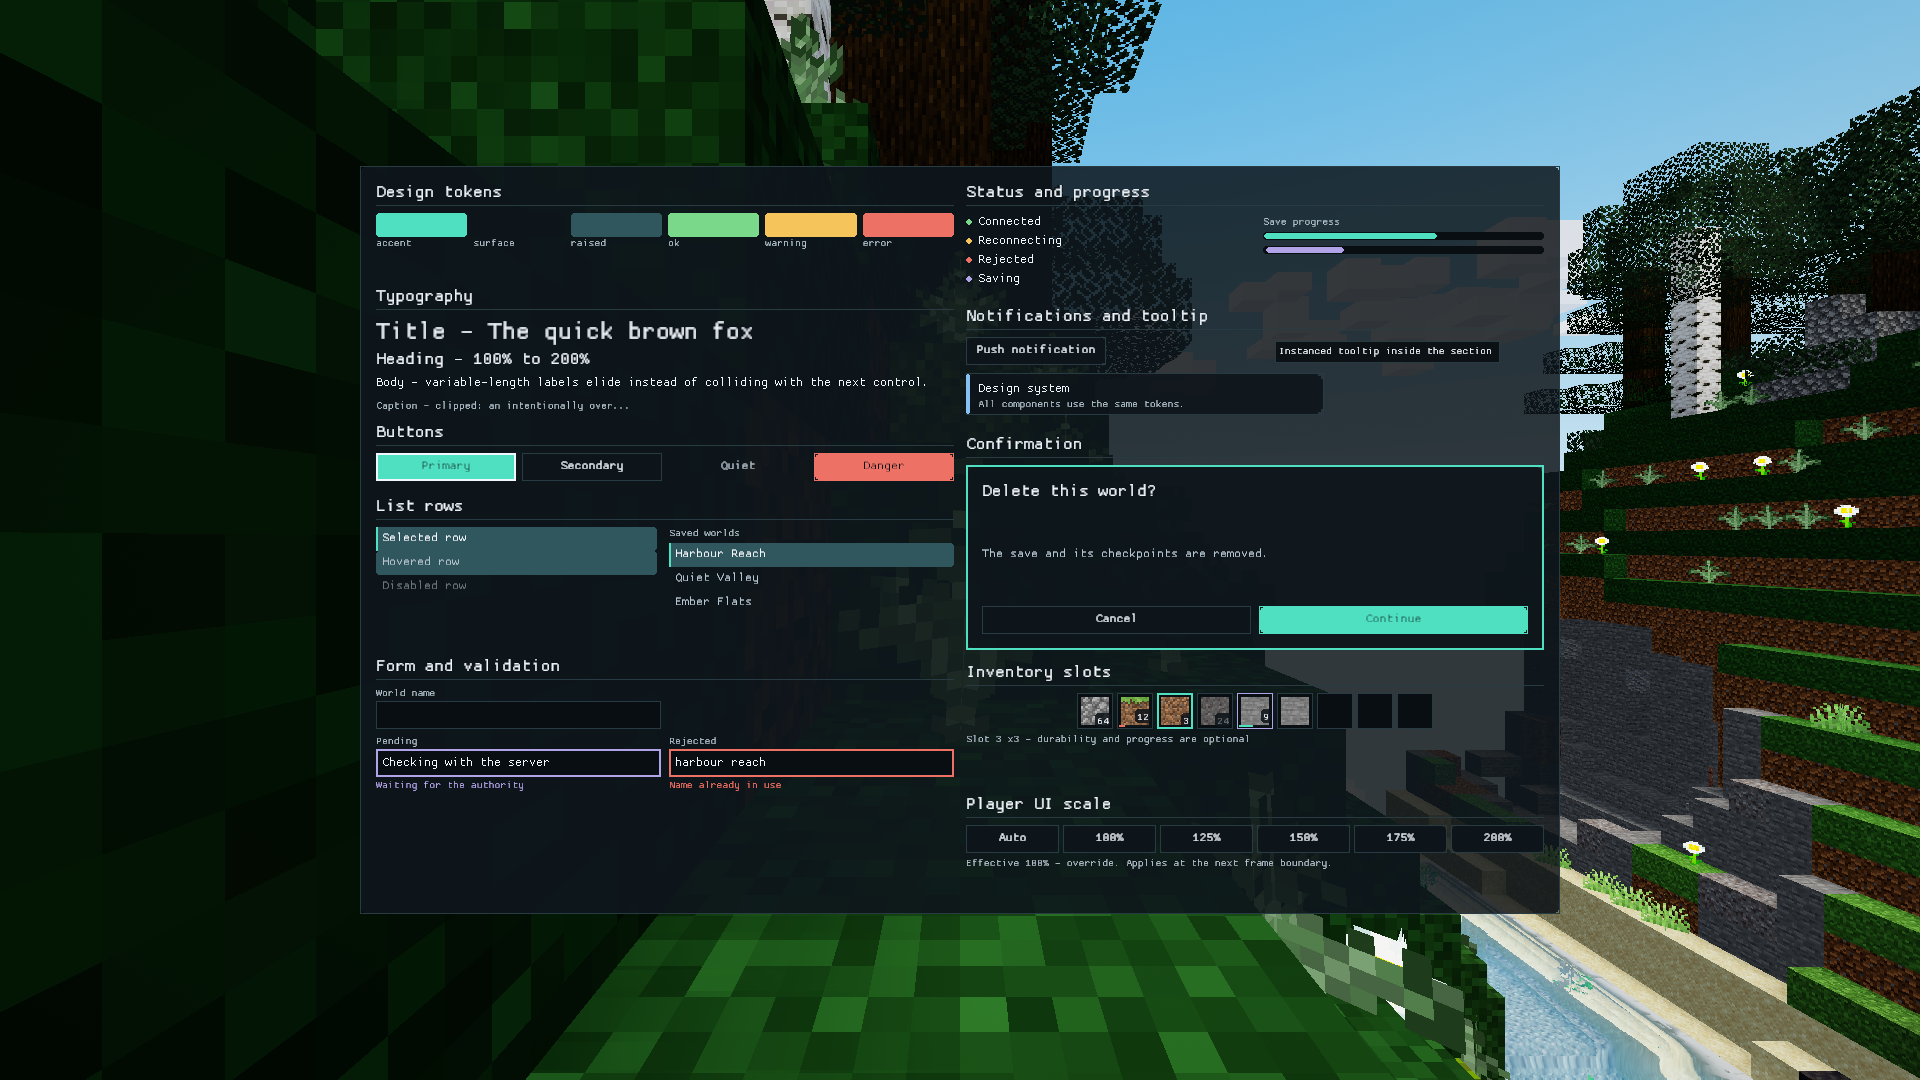 Design tokens
accent
surface
raised
ok
warning
error
Typography
Title - The quick brown fox
Heading - 100% to 200%
Body - variable-length labels elide instead of colliding with the next control.
Caption - clipped: an intentionally over...
Buttons
Primary
Secondary
Quiet
Danger
List rows
Selected row
Hovered row
Disabled row
Saved worlds
Harbour Reach
Quiet Valley
Ember Flats
Form and validation
World name
Pending
Checking with the server
Waiting for the authority
Rejected
harbour reach
Name already in use
Status and progress
Connected
Reconnecting
Rejected
Saving
Save progress
Notifications and tooltip
Push notification
Instanced tooltip inside the section
Design system
All components use the same tokens.
Confirmation
Delete this world?
The save and its checkpoints are removed.
Cancel
Continue
Inventory slots
64
12
3
24
9
Slot 3 x3 - durability and progress are optional
Player UI scale
Auto
100%
125%
150%
175%
200%
Effective 100% - override. Applies at the next frame boundary.